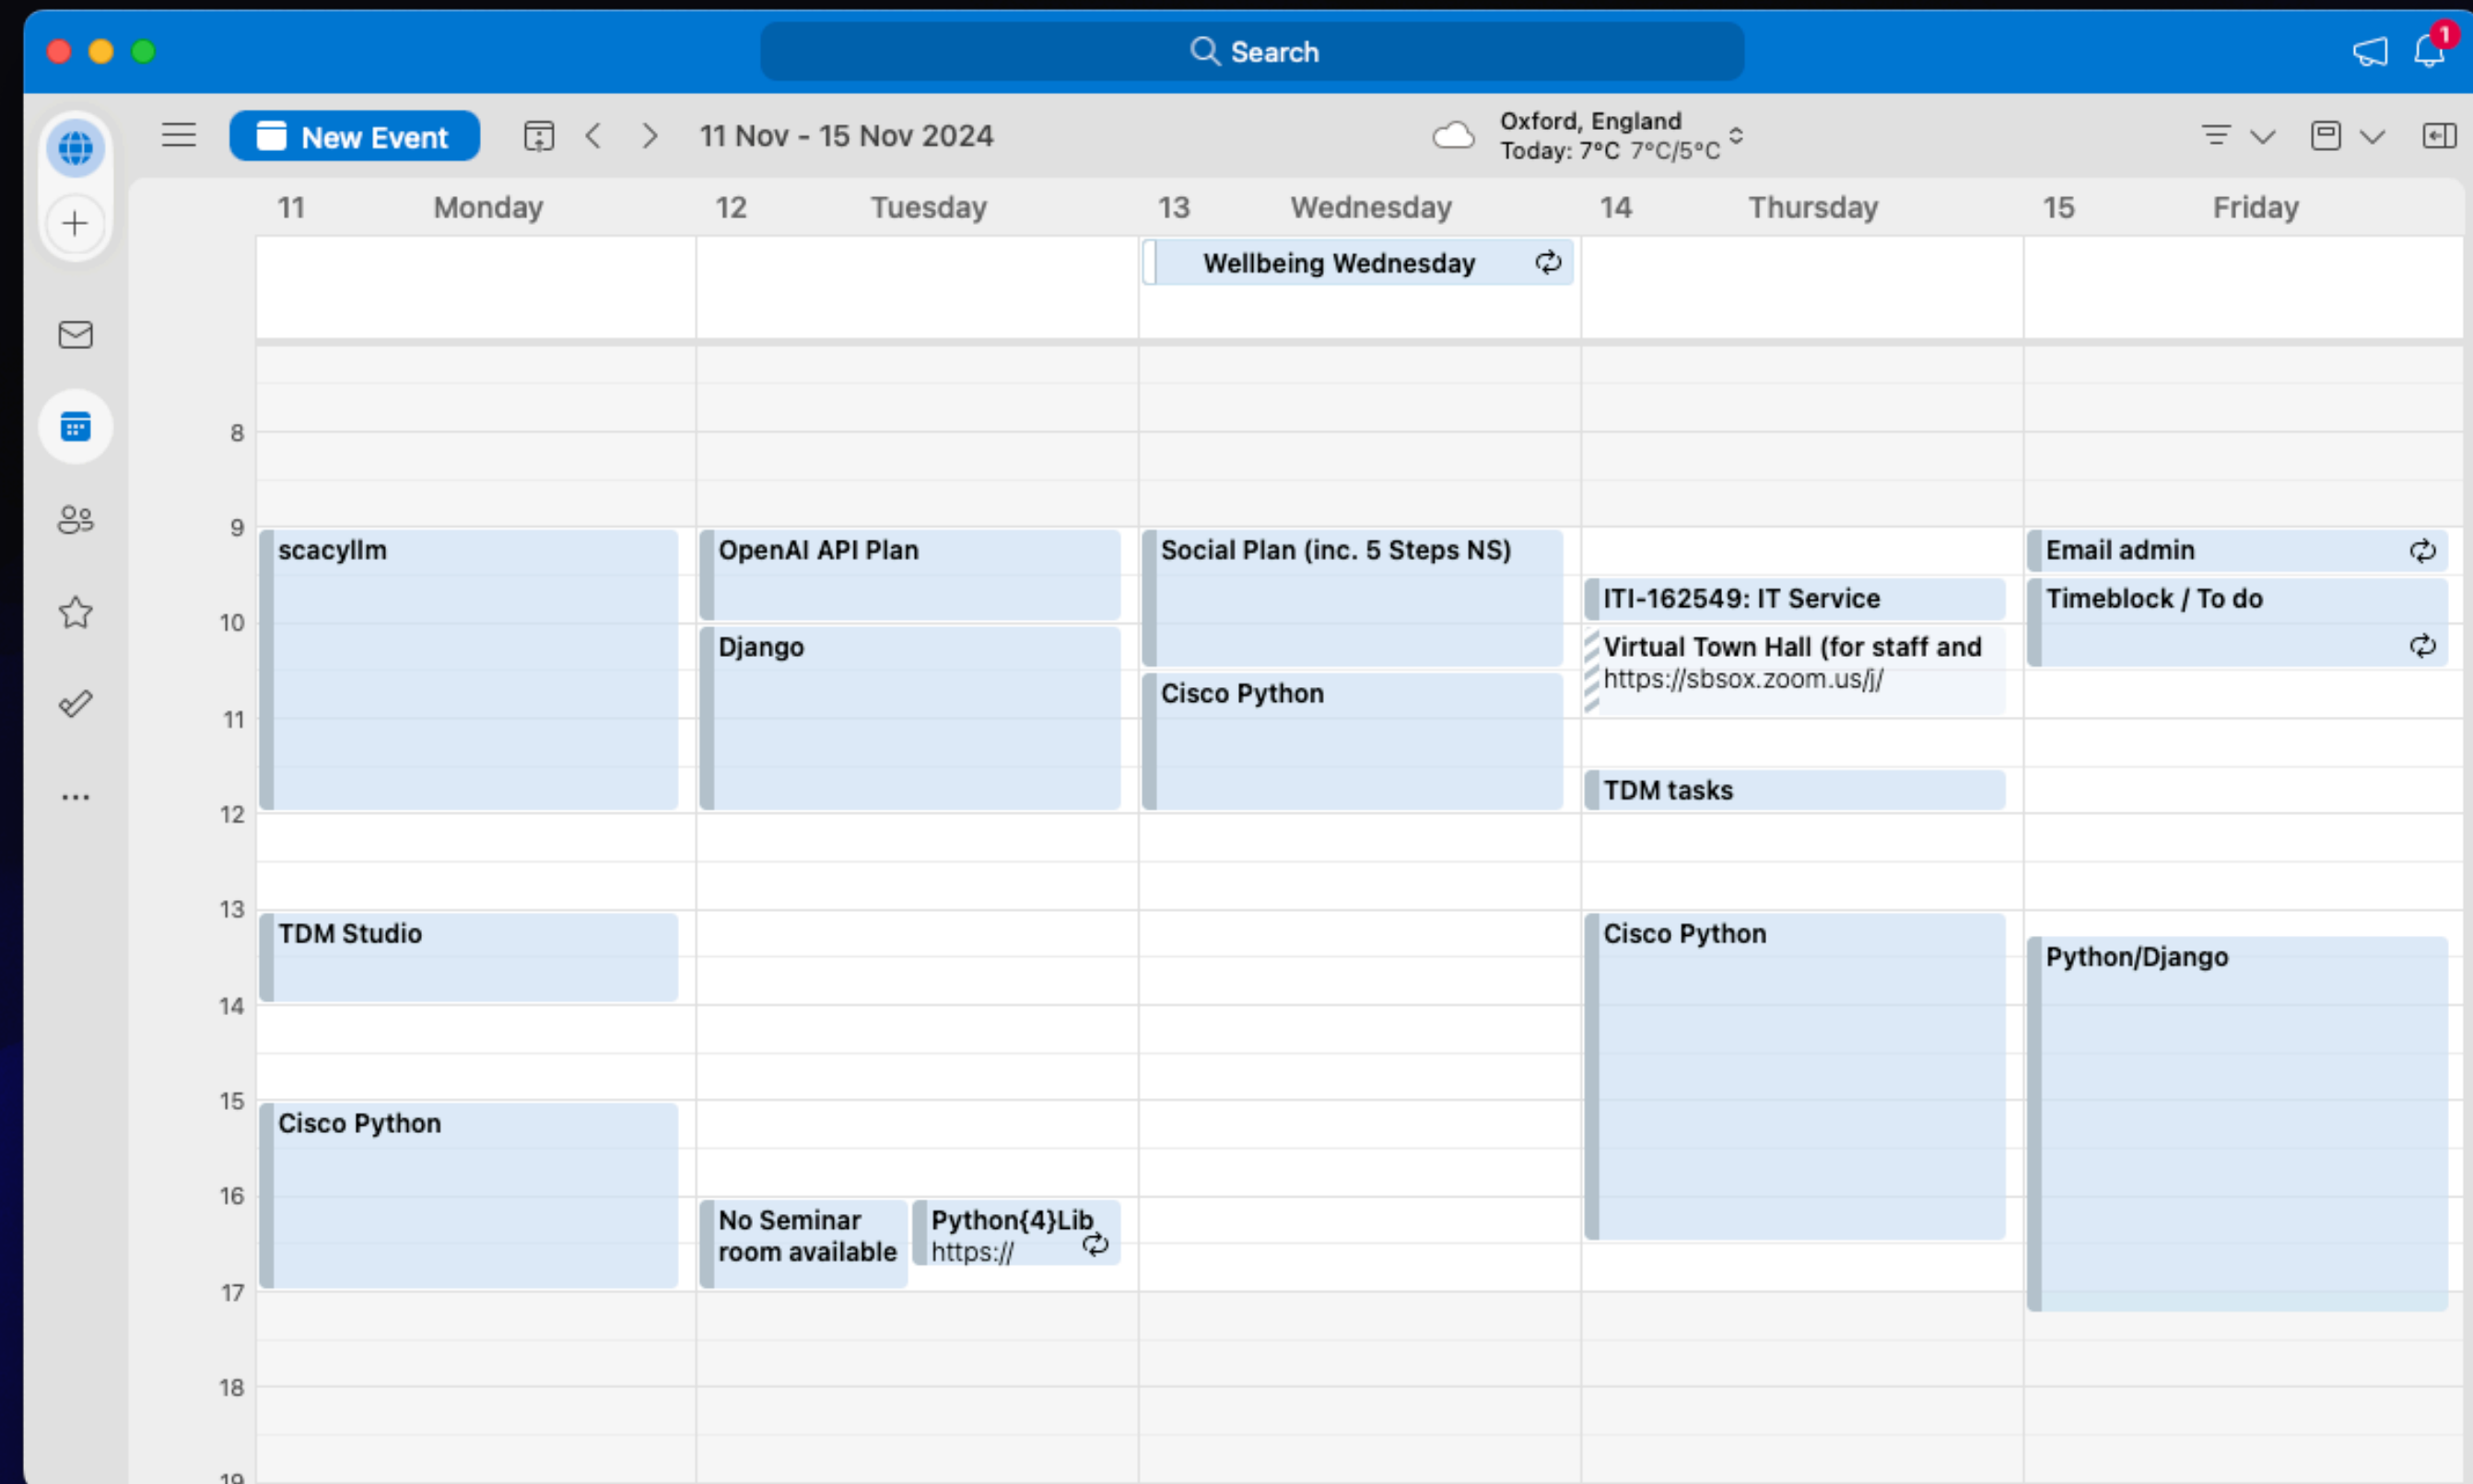 Search
1
New Event
11 Nov - 15 Nov 2024
Oxford, England
Today: 7°C 7°C/5°C
11 Monday
12 Tuesday
13 Wednesday
14 Thursday
15 Friday
Wellbeing Wednesday
8
9
10
11
12
13
14
15
16
17
18
19
scacyllm
TDM Studio
Cisco Python
OpenAI API Plan
Django
No Seminar
room available
Python{4}Lib
https://
Social Plan (inc. 5 Steps NS)
Cisco Python
ITI-162549: IT Service
Virtual Town Hall (for staff and
https://sbsox.zoom.us/j/
TDM tasks
Cisco Python
Email admin
Timeblock / To do
Python/Django